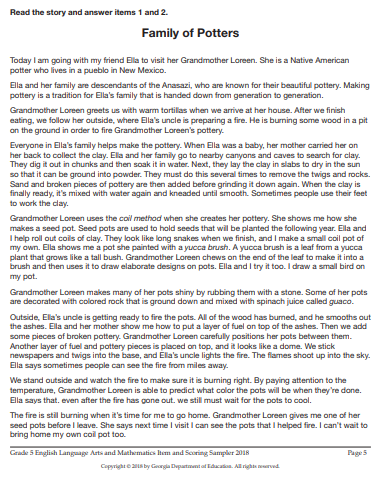 Read the story and answer items 1 and 2.
Family of Potters
Today I am going with my friend Ella to visit her Grandmother Loreen. She is a Native American
potter who lives in a pueblo in New Mexico.
Ella and her family are descendants of the Anasazi, who are known for their beautiful pottery. Making
pottery is a tradition for Ella's family that is handed down from generation to generation.
Grandmother Loreen greets us with warm tortillas when we arrive at her house. After we finish
eating, we follow her outside, where Ella's uncle is preparing a fire. He is burning some wood in a pit
on the ground in order to fire Grandmother Loreen's pottery.
Everyone in Ella's family helps make the pottery. When Ella was a baby, her mother carried her on
her back to collect the clay. Ella and her family go to nearby canyons and caves to search for clay.
They dig it out in chunks and then soak it in water. Next, they lay the clay in slabs to dry in the sun
so that it can be ground into powder. They must do this several times to remove the twigs and rocks.
Sand and broken pieces of pottery are then added before grinding it down again. When the clay is
finally ready, it's mixed with water again and kneaded until smooth. Sometimes people use their feet
to work the clay.
Grandmother Loreen uses the coil method when she creates her pottery. She shows me how she
makes a seed pot. Seed pots are used to hold seeds that will be planted the following year. Ella and
I help roll out coils of clay. They look like long snakes when we finish, and I make a small coil pot of
my own. Ella shows me a pot she painted with a yucca brush. A yucca brush is a leaf from a yucca
plant that grows like a tall bush. Grandmother Loreen chews on the end of the leaf to make it into a
brush and then uses it to draw elaborate designs on pots. Ella and I try it too. I draw a small bird on
my pot.
Grandmother Loreen makes many of her pots shiny by rubbing them with a stone. Some of her pots
are decorated with colored rock that is ground down and mixed with spinach juice called guaco.
Outside, Ella's uncle is getting ready to fire the pots. All of the wood has burned, and he smooths out
the ashes. Ella and her mother show me how to put a layer of fuel on top of the ashes. Then we add
some pieces of broken pottery. Grandmother Loreen carefully positions her pots between them.
Another layer of fuel and pottery pieces is placed on top, and it looks like a dome. We stick
newspapers and twigs into the base, and Ella's uncle lights the fire. The flames shoot up into the sky.
Ella says sometimes people can see the fire from miles away.
We stand outside and watch the fire to make sure it is burning right. By paying attention to the
temperature, Grandmother Loreen is able to predict what color the pots will be when they're done.
Ella says that, even after the fire has gone out, we still must wait for the pots to cool.
The fire is still burning when it's time for me to go home. Grandmother Loreen gives me one of her
seed pots before I leave. She says next time I visit I can see the pots that I helped fire. I can't wait to
bring home my own coil pot too.
Grade 5 English Language Arts and Mathematics Item and Scoring Sampler 2018 Page 5
Copyright © 2018 by Georgia Department of Education. All rights reserved.